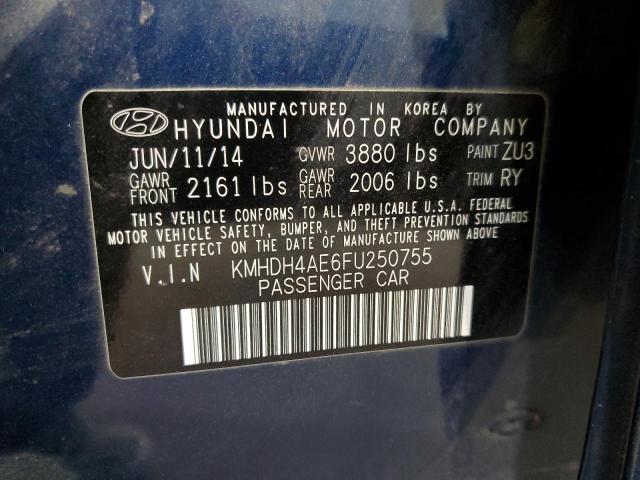 MANUFACTURED IN KOREA BY
HYUNDAI MOTOR COMPANY
JUN/11/14 GVWR 3880 lbs PAINT ZU3
GAWR FRONT 2161 lbs GAWR REAR 2006 lbs TRIM RY
THIS VEHICLE CONFORMS TO ALL APPLICABLE U.S.A. FEDERAL
MOTOR VEHICLE SAFETY, BUMPER, AND THEFT PREVENTION STANDARDS
IN EFFECT ON THE DATE OF MANUFACTURE SHOWN ABOVE.
V.I.N KMHDH4AE6FU250755
PASSENGER CAR